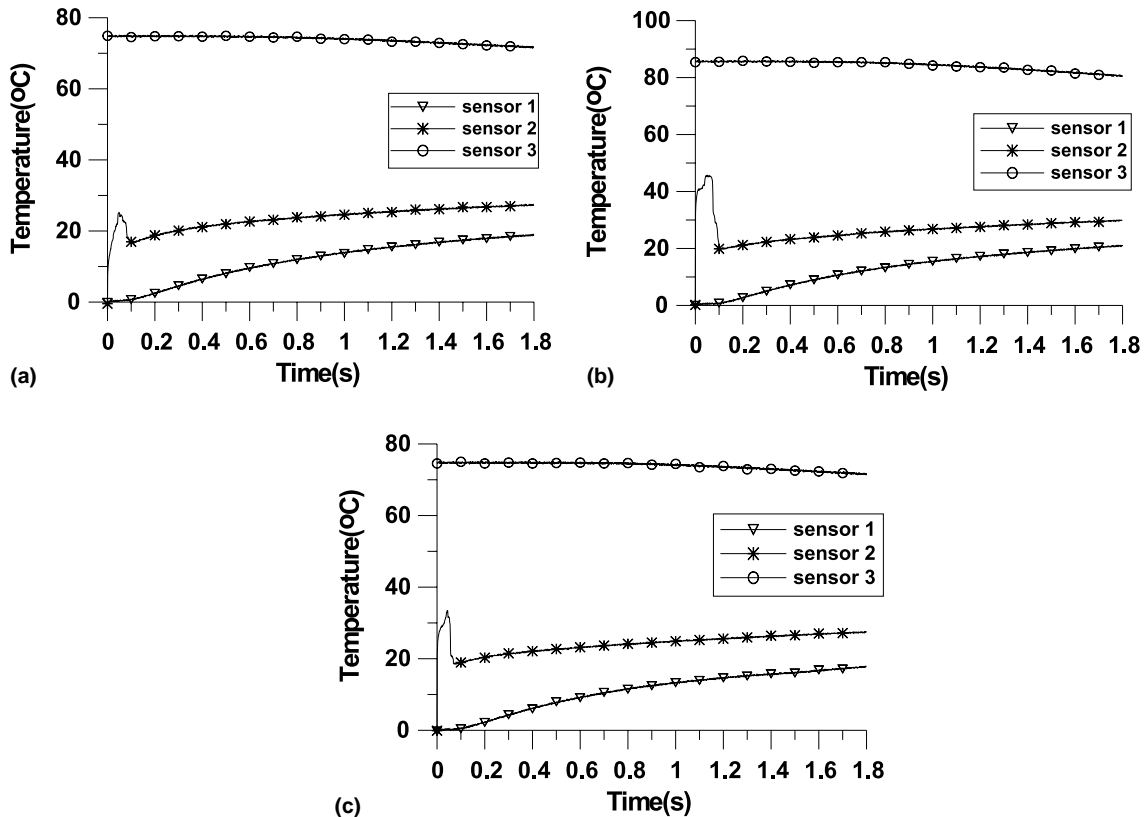 80
60
40
20
0
Temperature(ºC)
sensor 1
sensor 2
sensor 3
0 0.2 0.4 0.6 0.8 1 1.2 1.4 1.6 1.8
Time(s)
(a)
100
80
60
40
20
0
Temperature(ºC)
sensor 1
sensor 2
sensor 3
0 0.2 0.4 0.6 0.8 1 1.2 1.4 1.6 1.8
Time(s)
(b)
80
60
40
20
0
Temperature(ºC)
sensor 1
sensor 2
sensor 3
0 0.2 0.4 0.6 0.8 1 1.2 1.4 1.6 1.8
Time(s)
(c)